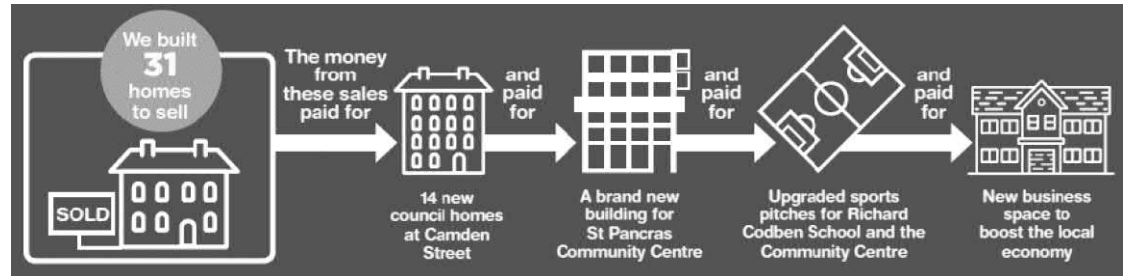 We built
31
homes
to sell
SOLD
The money
from
these sales
paid for
14 new
council homes
at Camden
Street
and
paid
for
A brand new
building for
St Pancras
Community Centre
and
paid
for
Upgraded sports
pitches for Richard
Codben School and the
Community Centre
and
paid
for
New business
space to
boost the local
economy